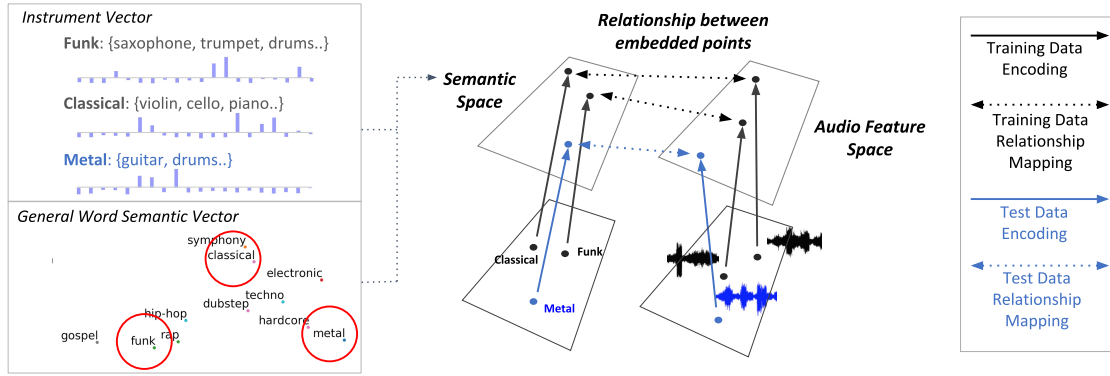 Instrument Vector
Funk: {saxophone, trumpet, drums..}
Classical: {violin, cello, piano..}
Metal: {guitar, drums..}
General Word Semantic Vector
symphony
classical
electronic
techno
dubstep
hip-hop
hardcore
gospel
funk
rap
metal
Relationship between
embedded points
Semantic
Space
Audio Feature
Space
Classical
Funk
Metal
Training Data
Encoding
Training Data
Relationship
Mapping
Test Data
Encoding
Test Data
Relationship
Mapping